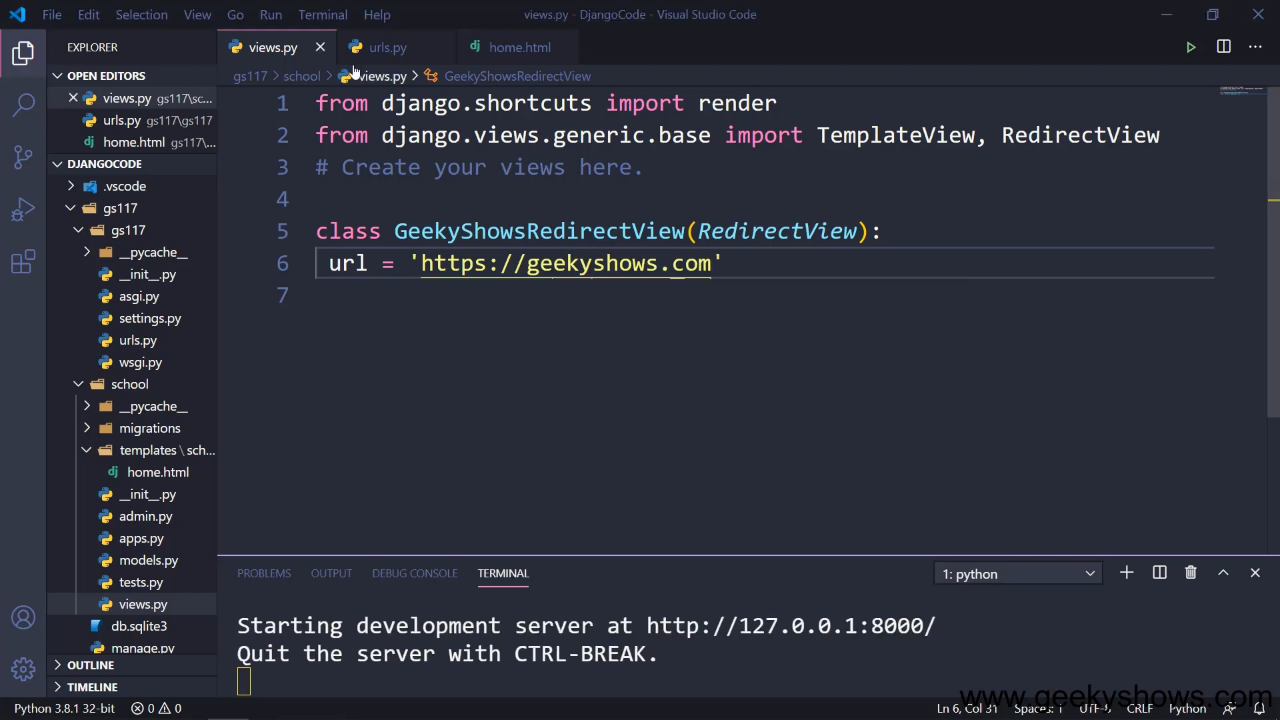 File Edit Selection View Go Run Terminal Help views.py - DjangoCode - Visual Studio Code
EXPLORER
OPEN EDITORS
views.py gs117\sc...
urls.py gs117\gs117
home.html gs117\...
DJANGOCODE
.vscode
gs117
gs117
__pycache__
__init__.py
asgi.py
settings.py
urls.py
wsgi.py
school
__pycache__
migrations
templates \ sch...
home.html
__init__.py
admin.py
apps.py
models.py
tests.py
views.py
db.sqlite3
manage.py
OUTLINE
TIMELINE
views.py urls.py home.html
gs117 > school > views.py > GeekyShowsRedirectView
1 from django.shortcuts import render
2 from django.views.generic.base import TemplateView, RedirectView
3 # Create your views here.
4
5 class GeekyShowsRedirectView(RedirectView):
6 url = 'https://geekyshows.com'
7
PROBLEMS OUTPUT DEBUG CONSOLE TERMINAL 1: python
Starting development server at http://127.0.0.1:8000/
Quit the server with CTRL-BREAK.
www.geekyshows.com
Python 3.8.1 32-bit 0 0 Ln 6, Col 31 Spaces: 1 UTF-8 CRLF Python